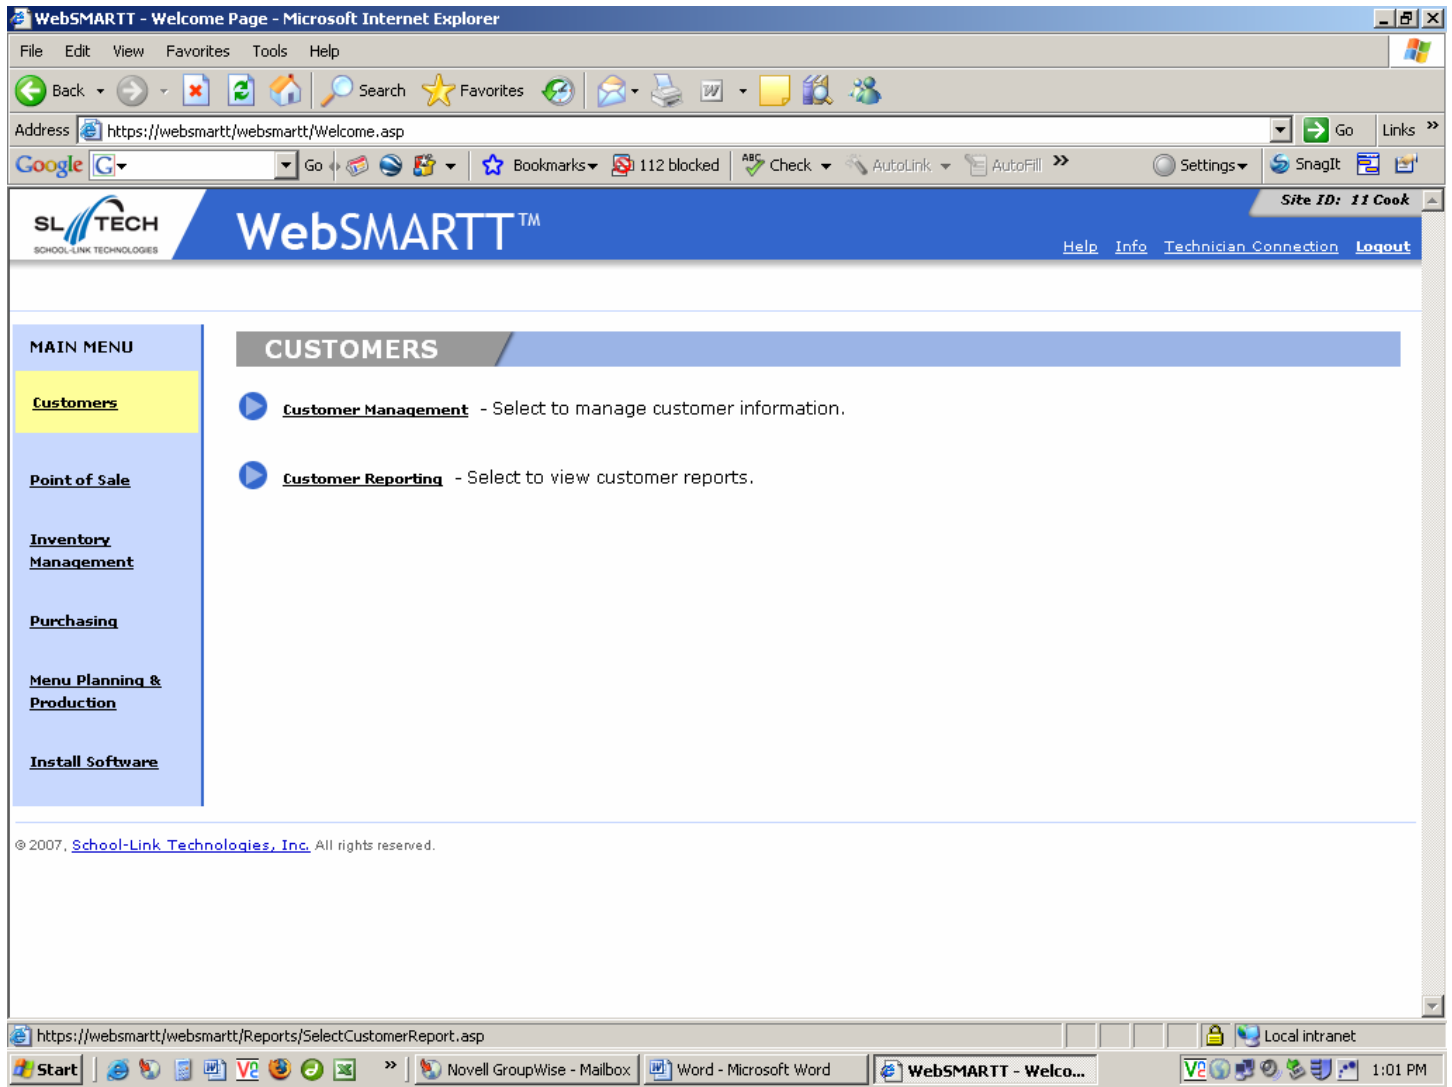 WebSMARTT - Welcome Page - Microsoft Internet Explorer
File Edit View Favorites Tools Help
Back Search Favorites
Address https://websmartt/websmartt/Welcome.asp Go Links »
Google G Go Bookmarks 112 blocked ABC Check AutoLink AutoFill » Settings SnagIt
Site ID: 11 Cook
SL TECH
SCHOOL-LINK TECHNOLOGIES
WebSMARTT™
Help Info Technician Connection Logout
MAIN MENU
CUSTOMERS
Customers
Customer Management - Select to manage customer information.
Point of Sale
Customer Reporting - Select to view customer reports.
Inventory
Management
Purchasing
Menu Planning &
Production
Install Software
© 2007, School-Link Technologies, Inc. All rights reserved.
https://websmartt/websmartt/Reports/SelectCustomerReport.asp Local intranet
Start » Novell GroupWise - Mailbox Word - Microsoft Word WebSMARTT - Welco... 1:01 PM